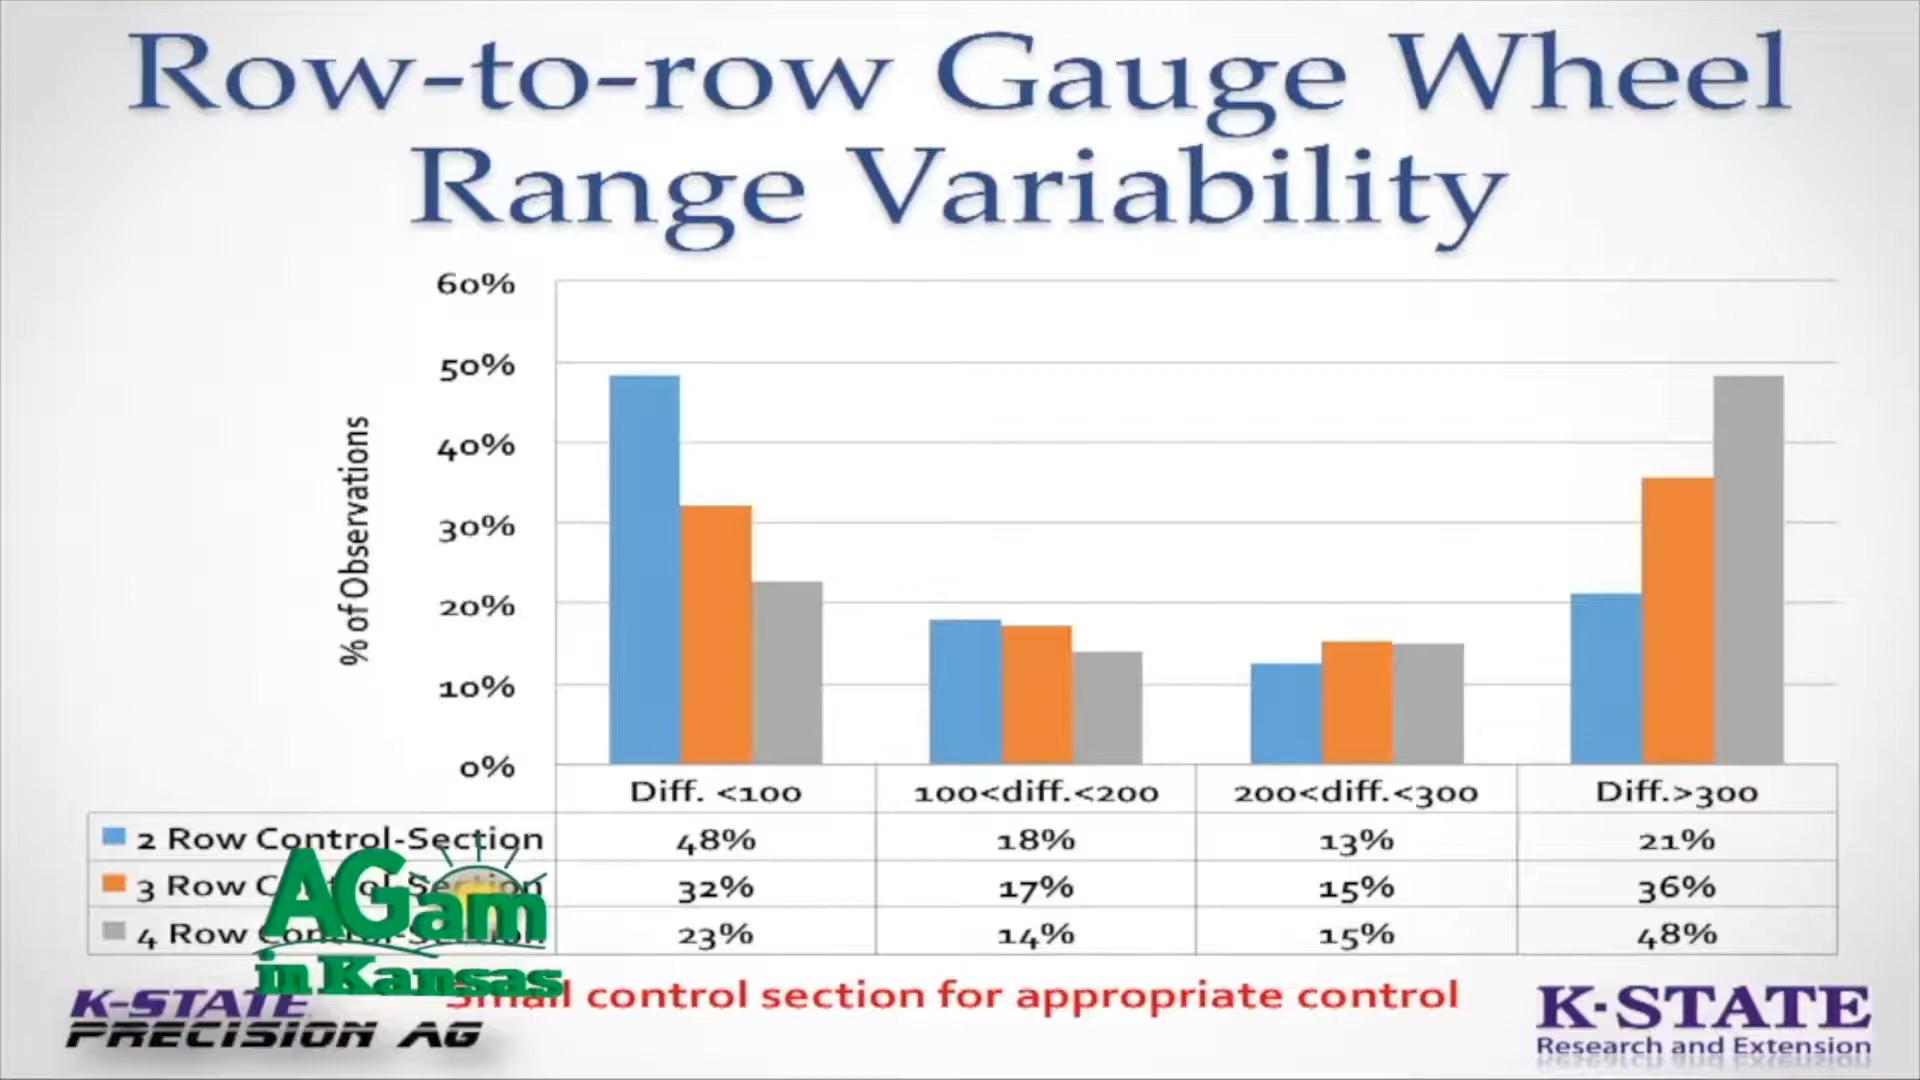 Row-to-row Gauge Wheel
Range Variability
% of Observations
60%
50%
40%
30%
20%
10%
0%
Diff. <100 100<diff.<200 200<diff.<300 Diff.>300
2 Row Control-Section 48% 18% 13% 21%
3 Row Control-Section 32% 17% 15% 36%
4 Row Control-Section 23% 14% 15% 48%
AGam
in Kansas
Small control section for appropriate control
K-STATE
PRECISION AG
K-STATE
Research and Extension